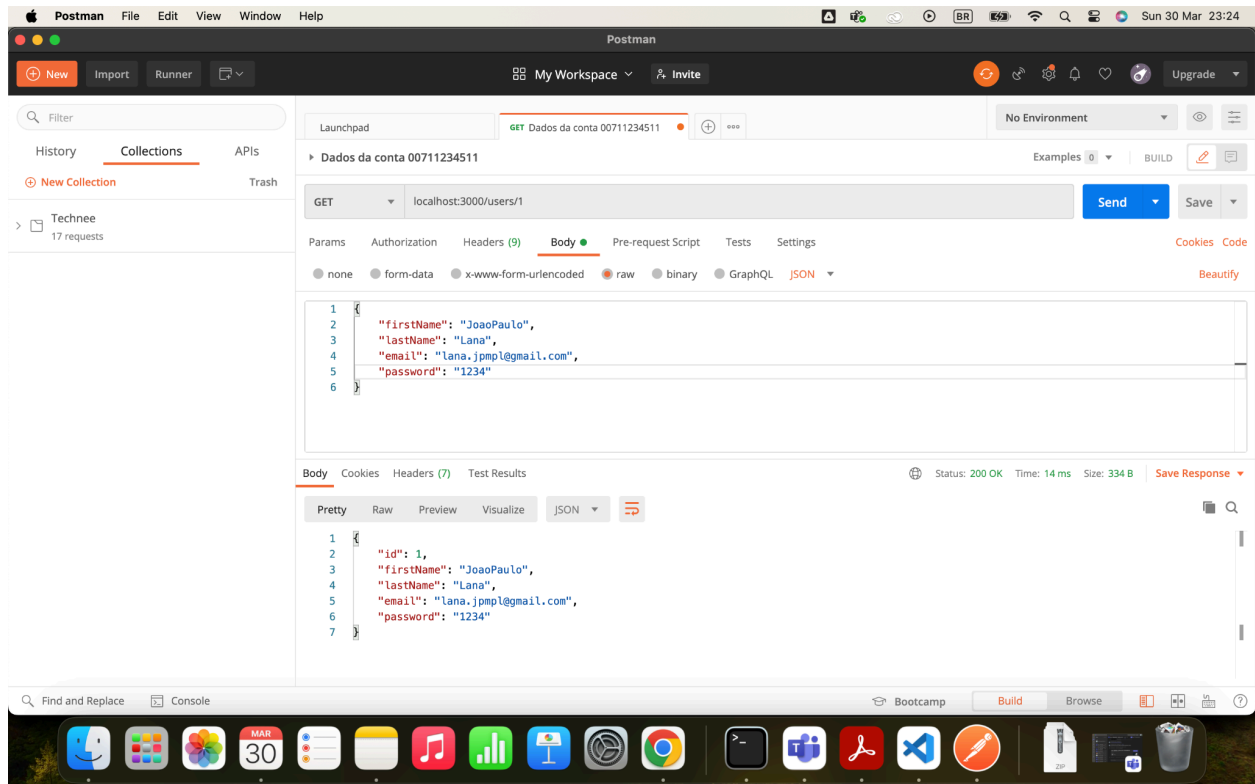 Postman File Edit View Window Help BR Sun 30 Mar 23:24
Postman
New Import Runner My Workspace Invite Upgrade
Filter
Launchpad GET Dados da conta 00711234511 No Environment
History Collections APIs
Dados da conta 00711234511 Examples 0 BUILD
New Collection Trash
GET localhost:3000/users/1 Send Save
Technee
17 requests
Params Authorization Headers (9) Body Pre-request Script Tests Settings Cookies Code
none form-data x-www-form-urlencoded raw binary GraphQL JSON Beautify
1 {
2 "firstName": "JoaoPaulo",
3 "lastName": "Lana",
4 "email": "lana.jpmpl@gmail.com",
5 "password": "1234"
6 }
Body Cookies Headers (7) Test Results Status: 200 OK Time: 14 ms Size: 334 B Save Response
Pretty Raw Preview Visualize JSON
1 {
2 "id": 1,
3 "firstName": "JoaoPaulo",
4 "lastName": "Lana",
5 "email": "lana.jpmpl@gmail.com",
6 "password": "1234"
7 }
Find and Replace Console Bootcamp Build Browse
MAR
30
ZIP